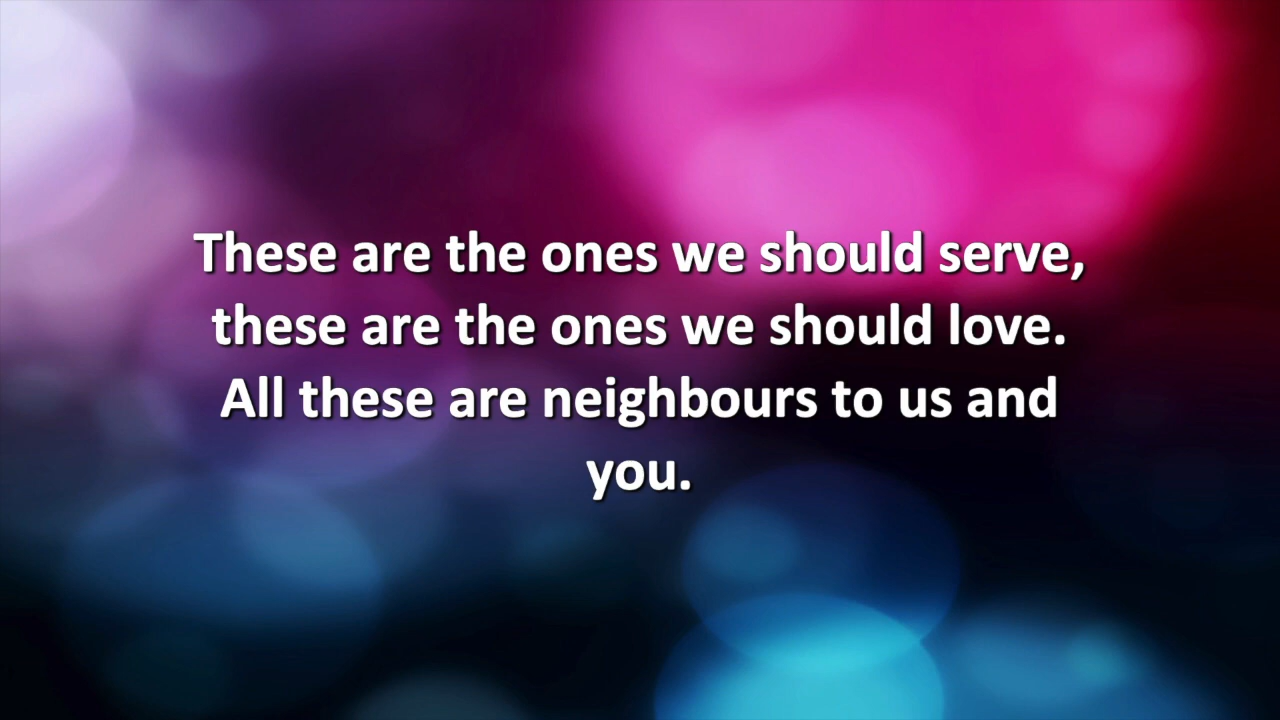 These are the ones we should serve,
these are the ones we should love.
All these are neighbours to us and
you.